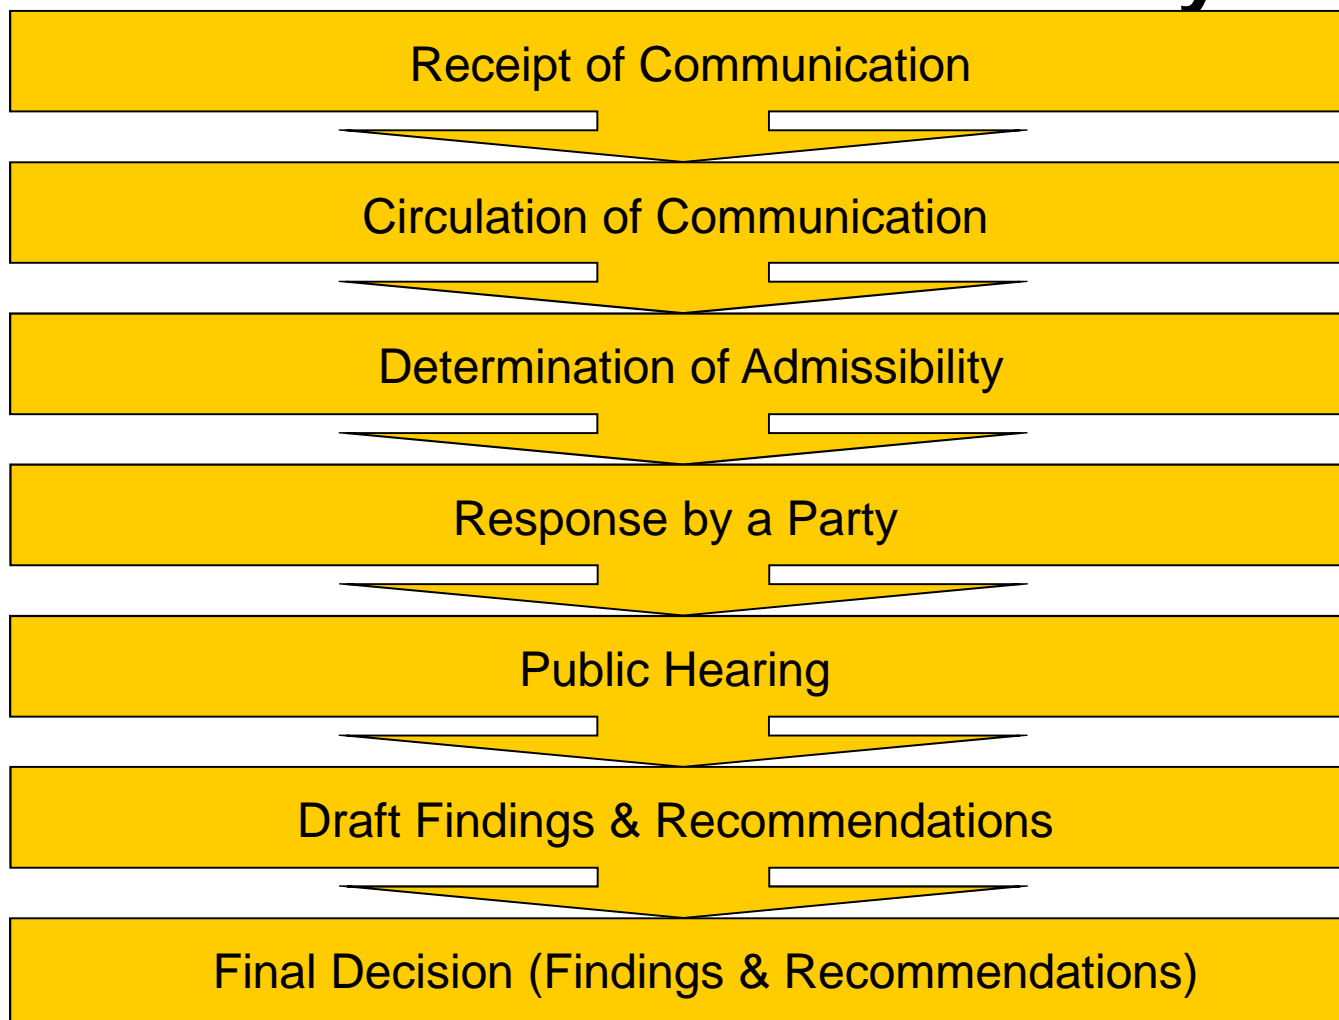 Receipt of Communication
Circulation of Communication
Determination of Admissibility
Response by a Party
Public Hearing
Draft Findings & Recommendations
Final Decision (Findings & Recommendations)